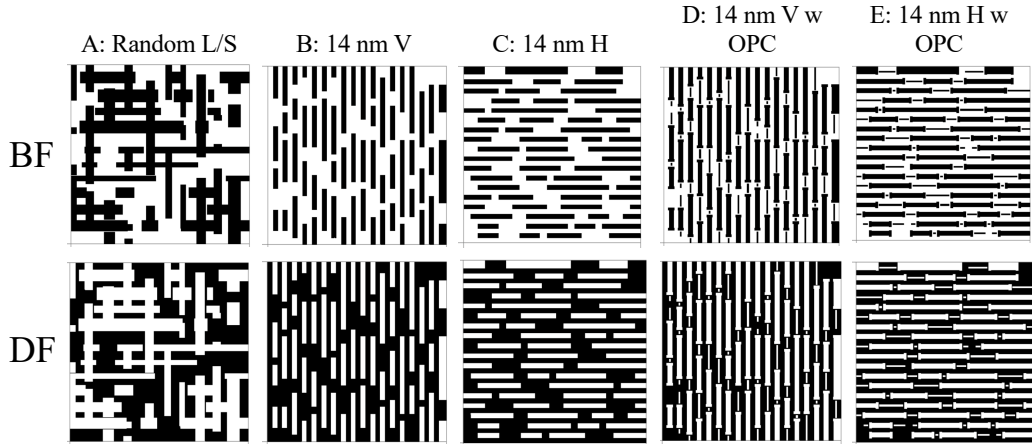 A: Random L/S
B: 14 nm V
C: 14 nm H
D: 14 nm V w
OPC
E: 14 nm H w
OPC
BF
DF